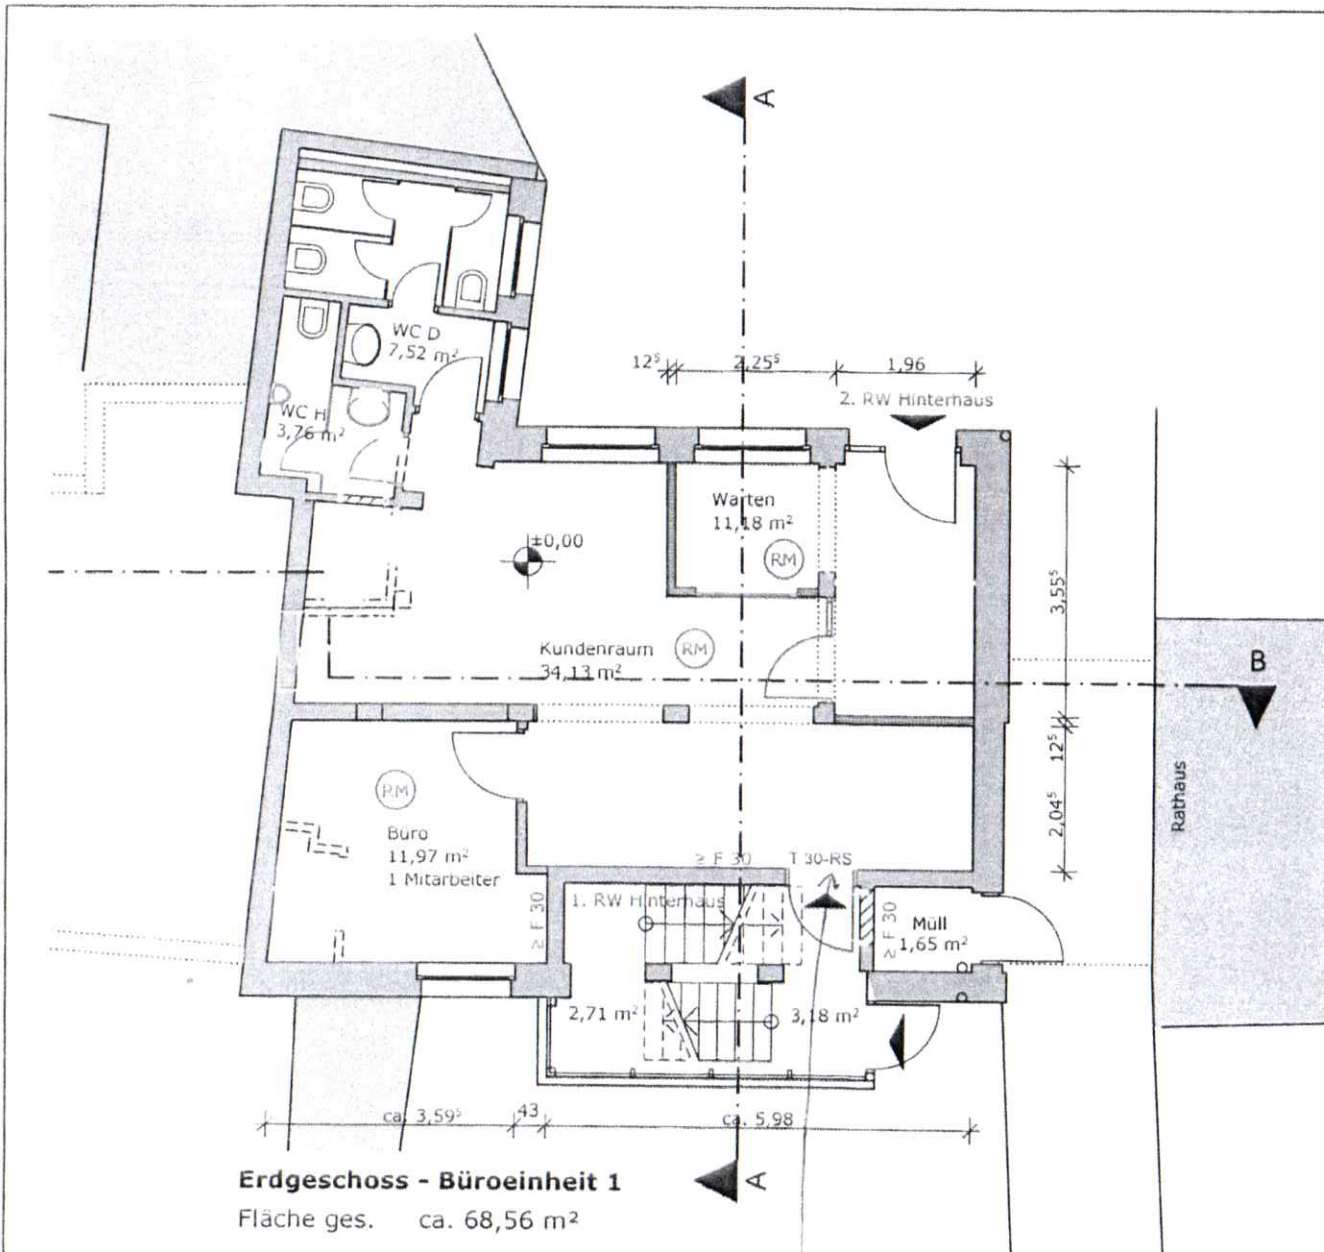 A
WC D
7,52 m²
12⁵
2,25⁵
1,96
2. RW Hinterhaus
WC H
3,76 m²
Warten
11,18 m²
RM
±0,00
3,55⁵
Kundenraum
34,13 m²
RM
B
12⁵
2,04⁵
Rathaus
RM
Büro
11,97 m²
1 Mitarbeiter
≥ F 30
T 30-RS
1. RW Hinterhaus
≥ F 30
≥ F 30
Müll
1,65 m²
2,71 m²
3,18 m²
ca. 3,59⁵
43
ca. 5,98
A
Erdgeschoss - Büroeinheit 1
Fläche ges. ca. 68,56 m²